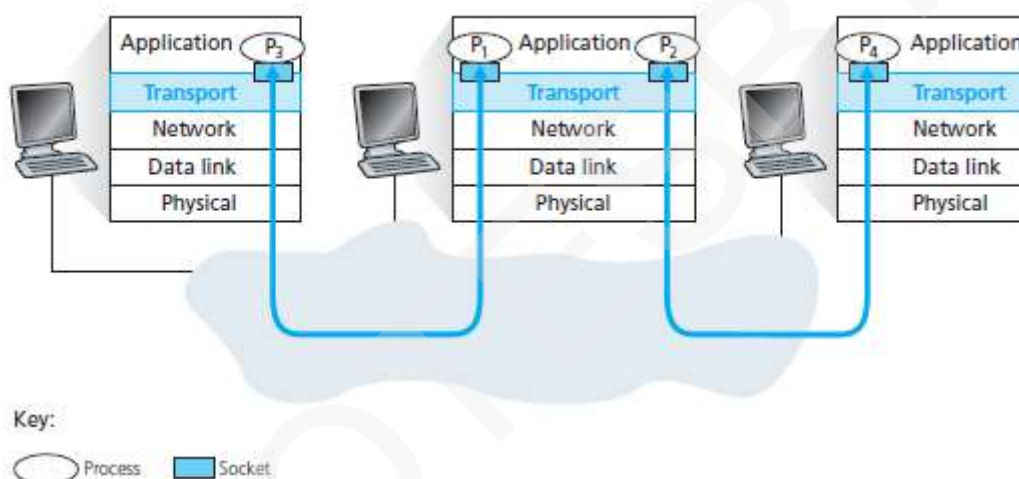 Application P3
Transport
Network
Data link
Physical
P1 Application P2
Transport
Network
Data link
Physical
P4 Application
Transport
Network
Data link
Physical
Key:
Process Socket